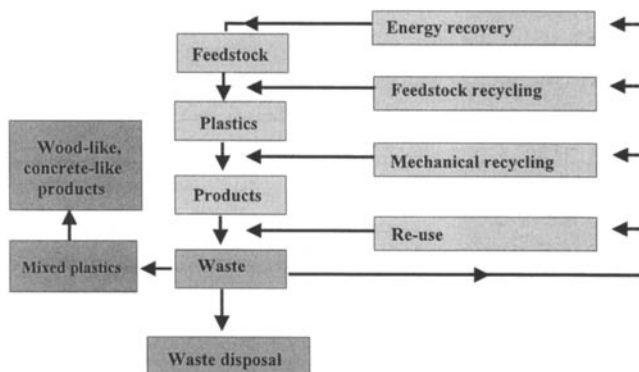 Energy recovery
Feedstock
Feedstock recycling
Plastics
Wood-like,
concrete-like
products
Mechanical recycling
Products
Re-use
Mixed plastics
Waste
Waste disposal